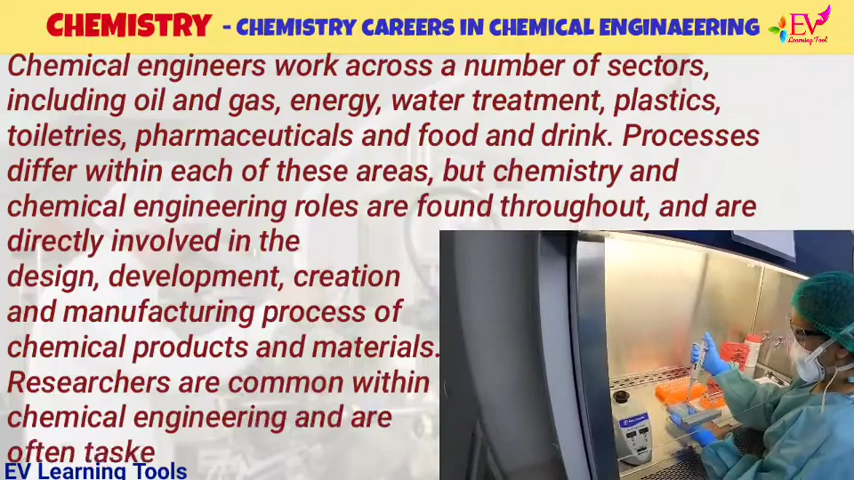 CHEMISTRY - CHEMISTRY CAREERS IN CHEMICAL ENGINAEERING
EV
Learning Tool
Chemical engineers work across a number of sectors,
including oil and gas, energy, water treatment, plastics,
toiletries, pharmaceuticals and food and drink. Processes
differ within each of these areas, but chemistry and
chemical engineering roles are found throughout, and are
directly involved in the
design, development, creation
and manufacturing process of
chemical products and materials.
Researchers are common within
chemical engineering and are
often taske
EV Learning Tools